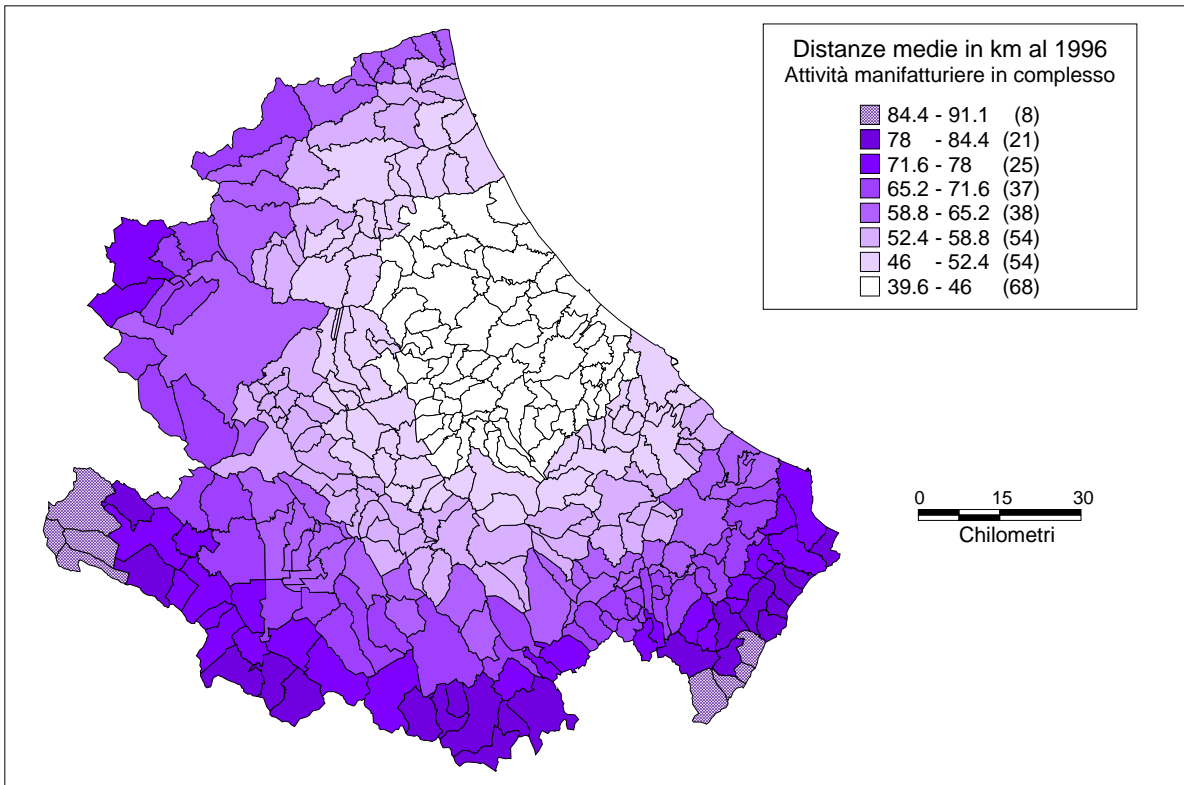 Distanze medie in km al 1996
Attività manifatturiere in complesso
84.4 - 91.1 (8)
78 - 84.4 (21)
71.6 - 78 (25)
65.2 - 71.6 (37)
58.8 - 65.2 (38)
52.4 - 58.8 (54)
46 - 52.4 (54)
39.6 - 46 (68)
0 15 30
Chilometri